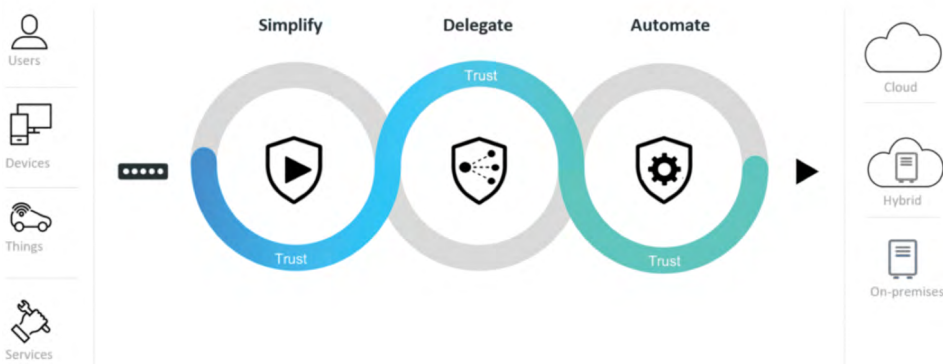 Simplify
Delegate
Automate
Users
Devices
Things
Services
Trust
Trust
Trust
Cloud
Hybrid
On-premises